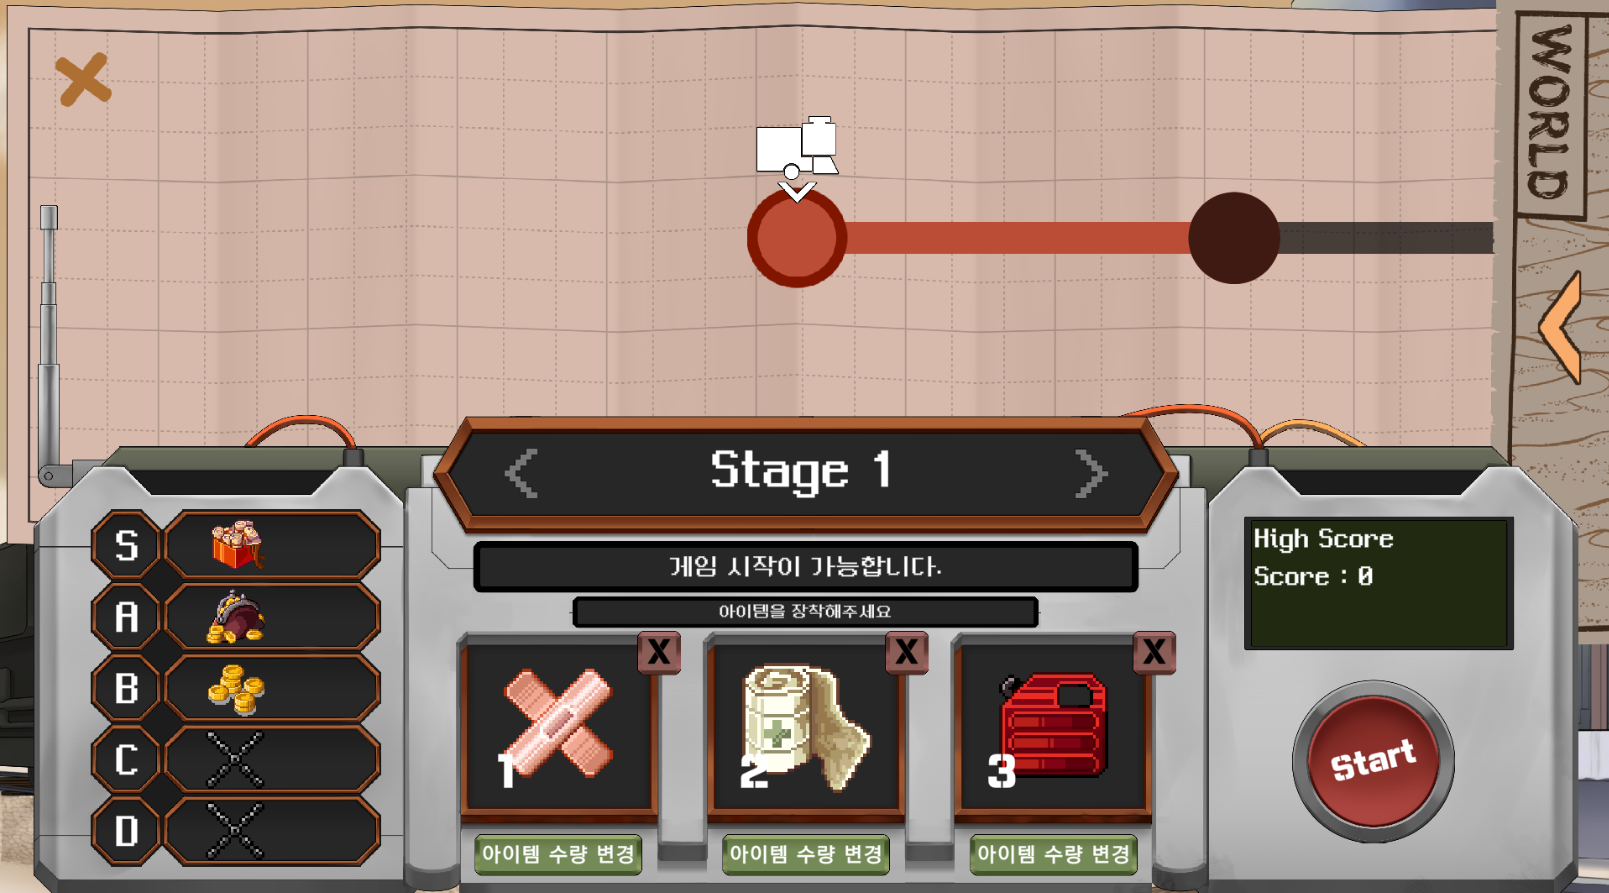 WORLD
Stage 1
게임 시작이 가능합니다.
아이템을 장착해주세요
S
A
B
C
D
X
X
X
1
2
3
아이템 수량 변경
아이템 수량 변경
아이템 수량 변경
High Score
Score : 0
Start